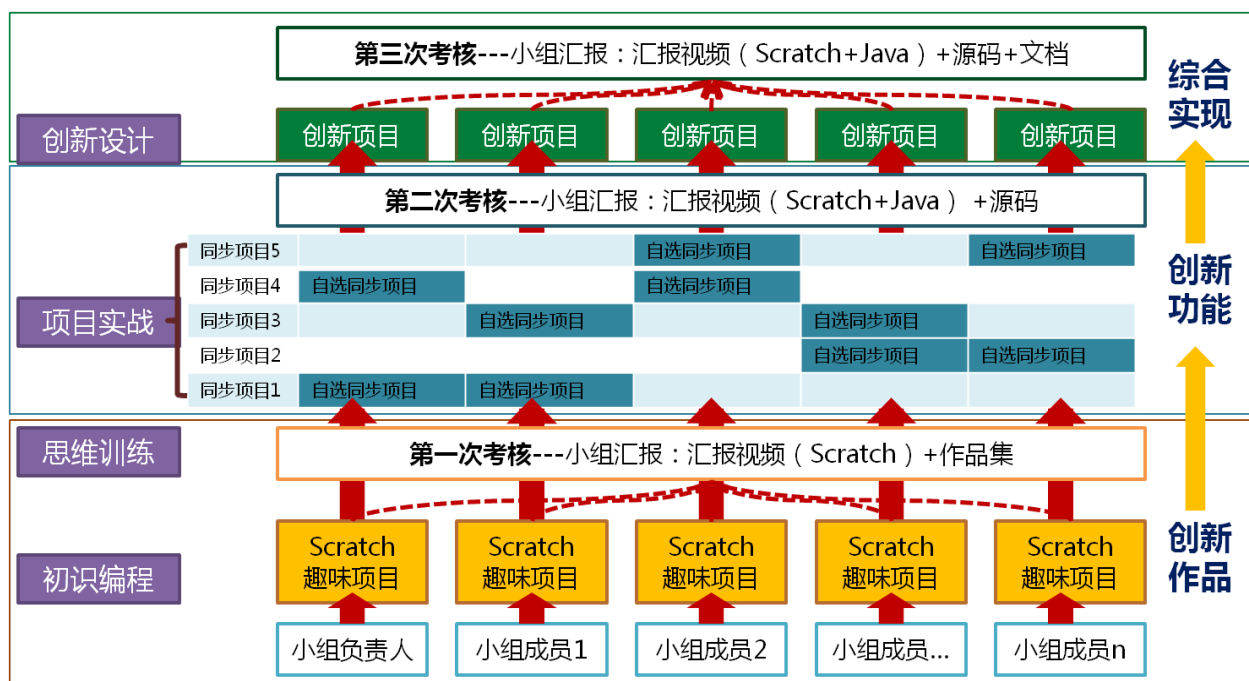 第三次考核---小组汇报：汇报视频（Scratch+Java）+源码+文档
综合
实现
创新设计
创新项目 创新项目 创新项目 创新项目 创新项目
第二次考核---小组汇报：汇报视频（Scratch+Java） +源码
项目实战
同步项目5 自选同步项目 自选同步项目
同步项目4 自选同步项目 自选同步项目
同步项目3 自选同步项目 自选同步项目
同步项目2 自选同步项目 自选同步项目
同步项目1 自选同步项目 自选同步项目
创新
功能
思维训练
第一次考核---小组汇报：汇报视频（Scratch）+作品集
初识编程
Scratch
趣味项目
Scratch
趣味项目
Scratch
趣味项目
Scratch
趣味项目
Scratch
趣味项目
创新
作品
小组负责人 小组成员1 小组成员2 小组成员... 小组成员n